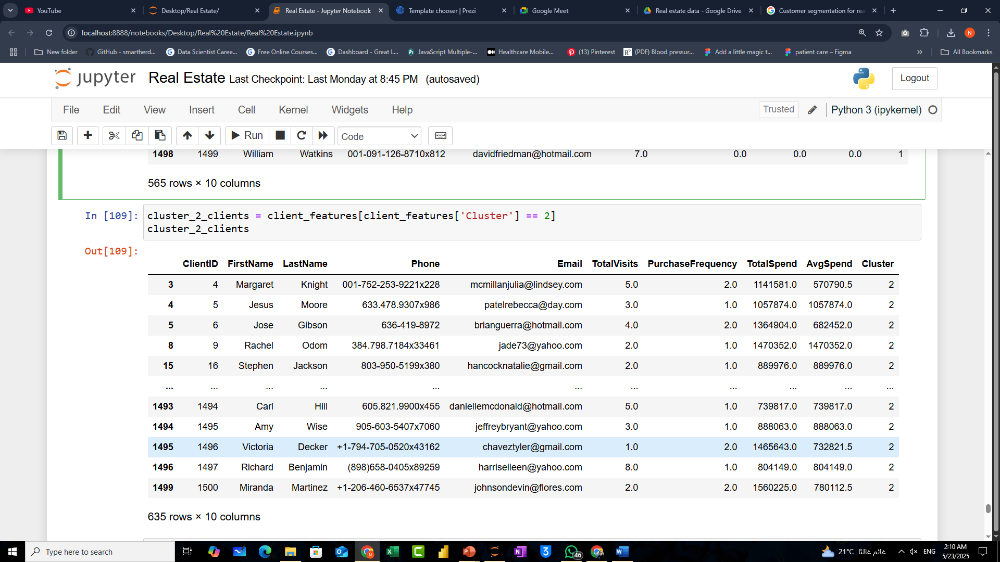 YouTube
Desktop/Real Estate/
Real Estate - Jupyter Notebook
Template chooser | Prezi
Google Meet
Real estate data - Google Drive
Customer segmentation for rea
localhost:8888/notebooks/Desktop/Real%20Estate/Real%20Estate.ipynb
N
New folder
GitHub - smartherd...
Data Scientist Caree...
Free Online Courses...
Dashboard - Great L...
JavaScript Multiple-...
Healthcare Mobile...
(13) Pinterest
(PDF) Blood pressur...
Add a little magic t...
patient care – Figma
All Bookmarks
jupyter Real Estate Last Checkpoint: Last Monday at 8:45 PM (autosaved)
Logout
File Edit View Insert Cell Kernel Widgets Help
Trusted
Python 3 (ipykernel)
Run
Code
1498 1499 William Watkins 001-091-126-8710x812 davidfriedman@hotmail.com 7.0 0.0 0.0 0.0 1
565 rows × 10 columns
In [109]: cluster_2_clients = client_features[client_features['Cluster'] == 2]
cluster_2_clients
Out[109]:
ClientID FirstName LastName Phone Email TotalVisits PurchaseFrequency TotalSpend AvgSpend Cluster
3 4 Margaret Knight 001-752-253-9221x228 mcmillanjulia@lindsey.com 5.0 2.0 1141581.0 570790.5 2
4 5 Jesus Moore 633.478.9307x986 patelrebecca@day.com 3.0 1.0 1057874.0 1057874.0 2
5 6 Jose Gibson 636-419-8972 brianguerra@hotmail.com 4.0 2.0 1364904.0 682452.0 2
8 9 Rachel Odom 384.798.7184x33461 jade73@yahoo.com 2.0 1.0 1470352.0 1470352.0 2
15 16 Stephen Jackson 803-950-5199x380 hancocknatalie@gmail.com 2.0 1.0 889976.0 889976.0 2
... ... ... ... ... ... ... ... ... ... ...
1493 1494 Carl Hill 605.821.9900x455 daniellemcdonald@hotmail.com 5.0 1.0 739817.0 739817.0 2
1494 1495 Amy Wise 905-603-5407x7060 jeffreybryant@yahoo.com 3.0 1.0 888063.0 888063.0 2
1495 1496 Victoria Decker +1-794-705-0520x43162 chaveztyler@gmail.com 1.0 2.0 1465643.0 732821.5 2
1496 1497 Richard Benjamin (898)658-0405x89259 harriseileen@yahoo.com 8.0 1.0 804149.0 804149.0 2
1499 1500 Miranda Martinez +1-206-460-6537x47745 johnsondevin@flores.com 2.0 2.0 1560225.0 780112.5 2
635 rows × 10 columns
Type here to search
46
21°C غائم غالبًا
ENG
2:10 AM
5/23/2025